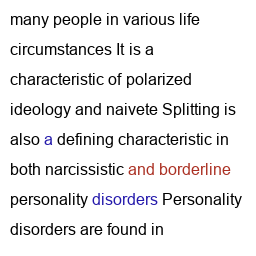 many people in various life
circumstances It is a
characteristic of polarized
ideology and naivete Splitting is
also a defining characteristic in
both narcissistic and borderline
personality disorders Personality
disorders are found in